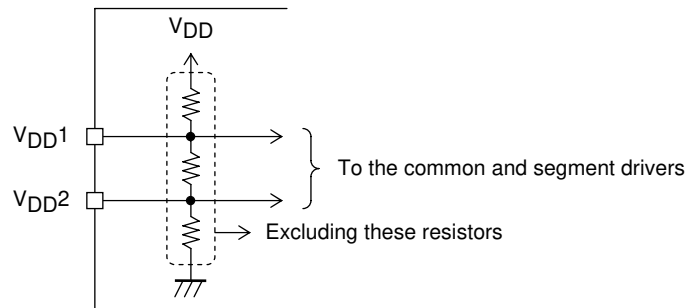 VDD
VDD1
To the common and segment drivers
VDD2
Excluding these resistors